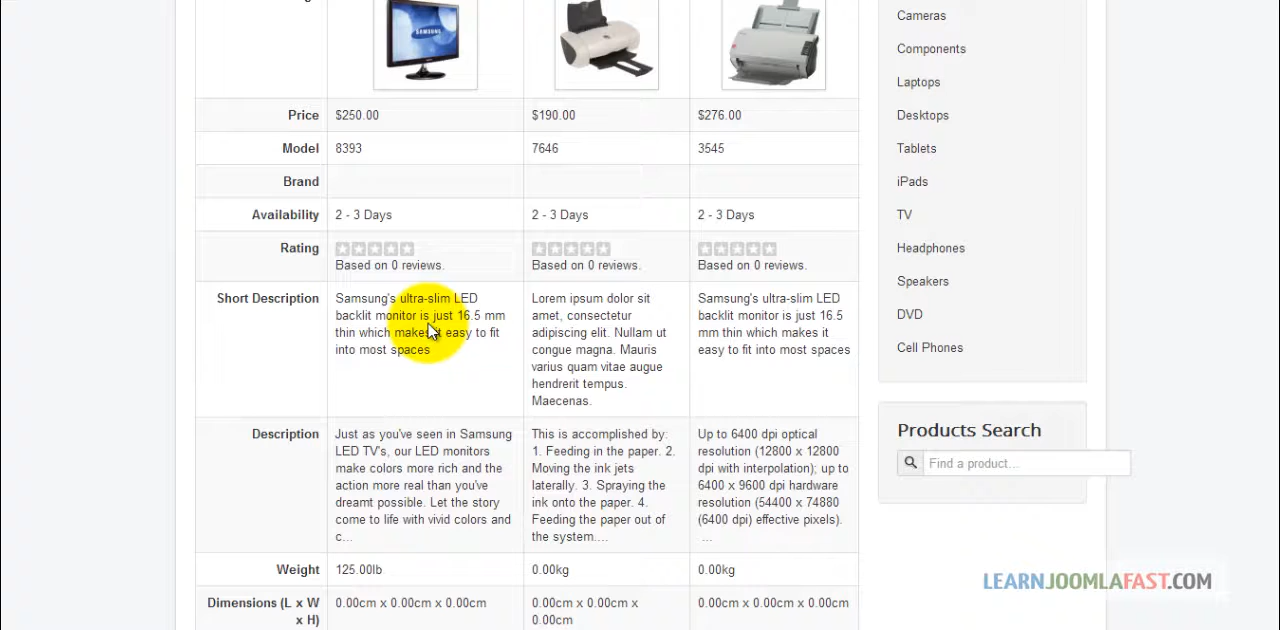 SAMSUNG
Price $250.00 $190.00 $276.00
Model 8393 7646 3545
Brand
Availability 2 - 3 Days 2 - 3 Days 2 - 3 Days
Rating
Based on 0 reviews. Based on 0 reviews. Based on 0 reviews.
Short Description
Samsung's ultra-slim LED
backlit monitor is just 16.5 mm
thin which makes it easy to fit
into most spaces
Lorem ipsum dolor sit
amet, consectetur
adipiscing elit. Nullam ut
congue magna. Mauris
varius quam vitae augue
hendrerit tempus.
Maecenas.
Samsung's ultra-slim LED
backlit monitor is just 16.5
mm thin which makes it
easy to fit into most spaces
Description
Just as you've seen in Samsung
LED TV's, our LED monitors
make colors more rich and the
action more real than you've
dreamt possible. Let the story
come to life with vivid colors and
c...
This is accomplished by:
1. Feeding in the paper. 2.
Moving the ink jets
laterally. 3. Spraying the
ink onto the paper. 4.
Feeding the paper out of
the system....
Up to 6400 dpi optical
resolution (12800 x 12800
dpi with interpolation); up to
6400 x 9600 dpi hardware
resolution (54400 x 74880
(6400 dpi) effective pixels).
...
Weight 125.00lb 0.00kg 0.00kg
Dimensions (L x W
x H)
0.00cm x 0.00cm x 0.00cm
0.00cm x 0.00cm x
0.00cm
0.00cm x 0.00cm x 0.00cm
Cameras
Components
Laptops
Desktops
Tablets
iPads
TV
Headphones
Speakers
DVD
Cell Phones
Products Search
Find a product...
LEARNJOOMLAFAST.COM